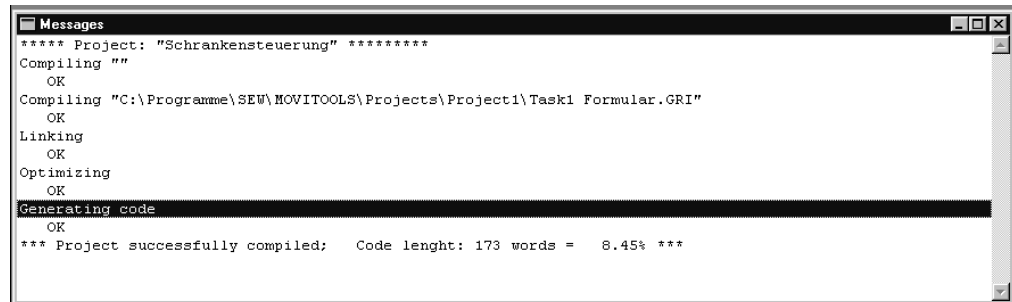 Messages
***** Project: "Schrankensteuerung" *********
Compiling ""
OK
Compiling "C:\Programme\SEW\MOVITOOLS\Projects\Project1\Task1 Formular.GRI"
OK
Linking
OK
Optimizing
OK
Generating code
OK
*** Project successfully compiled;   Code lenght: 173 words =   8.45% ***